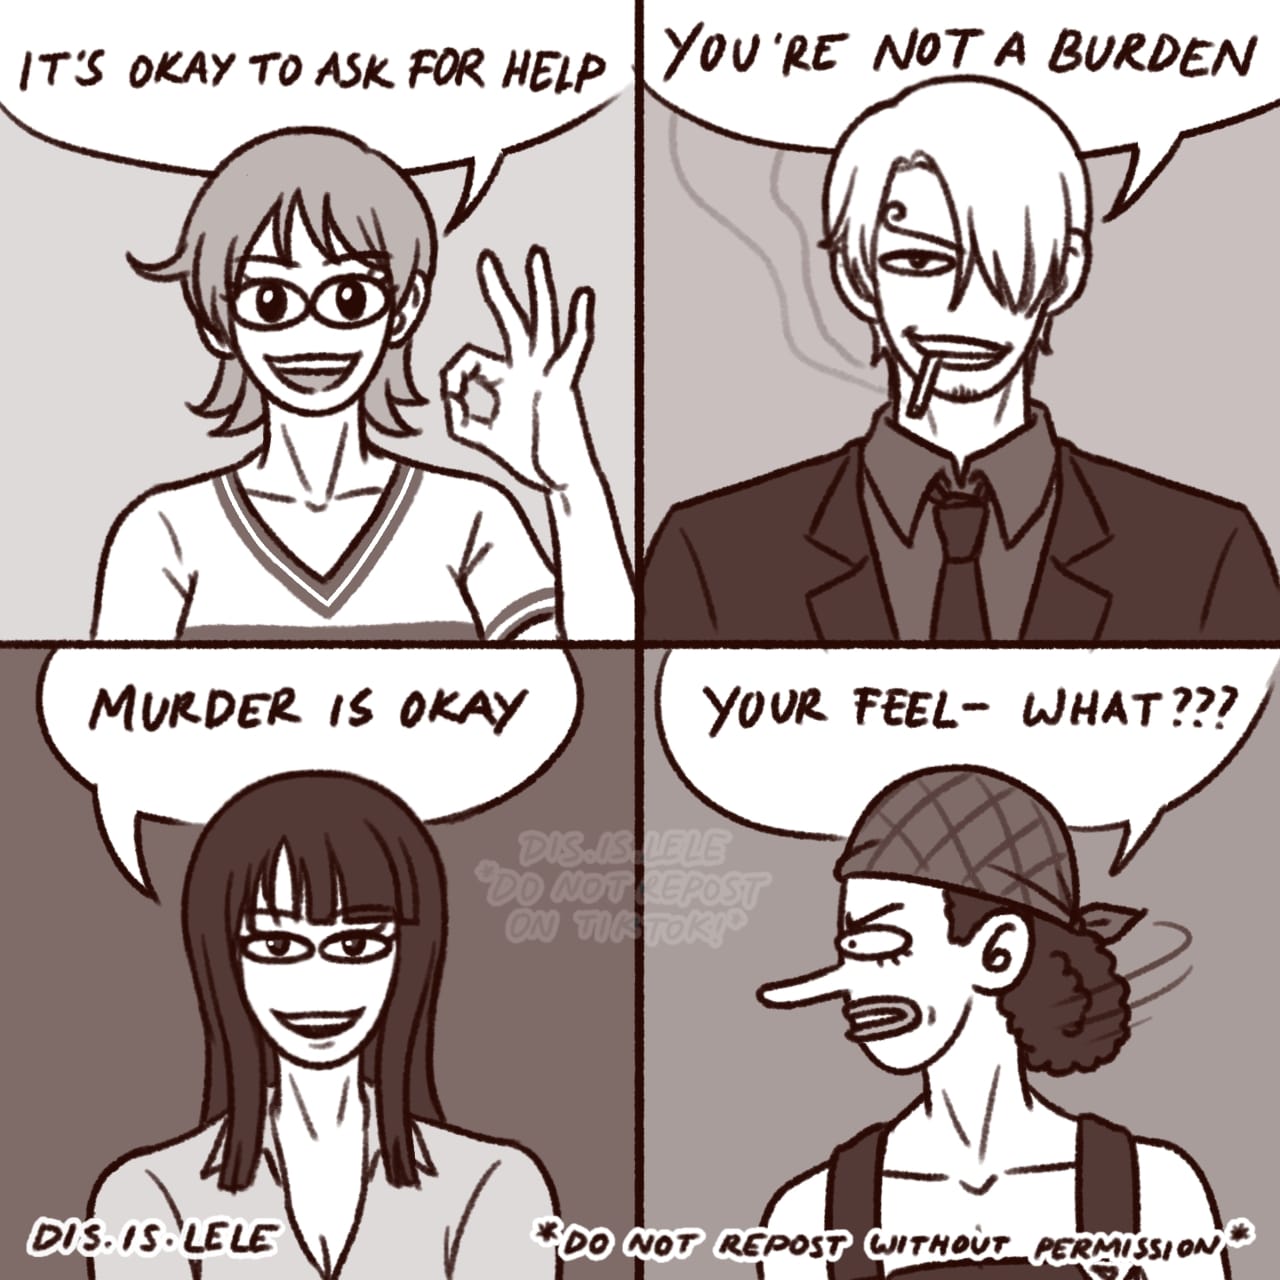 IT'S OKAY TO ASK FOR HELP
YOU'RE NOT A BURDEN
MURDER IS OKAY
YOUR FEEL- WHAT???
DIS.IS.LELE
*DO NOT REPOST
ON TIKTOK!*
DIS.IS.LELE
*DO NOT REPOST WITHOUT PERMISSION*